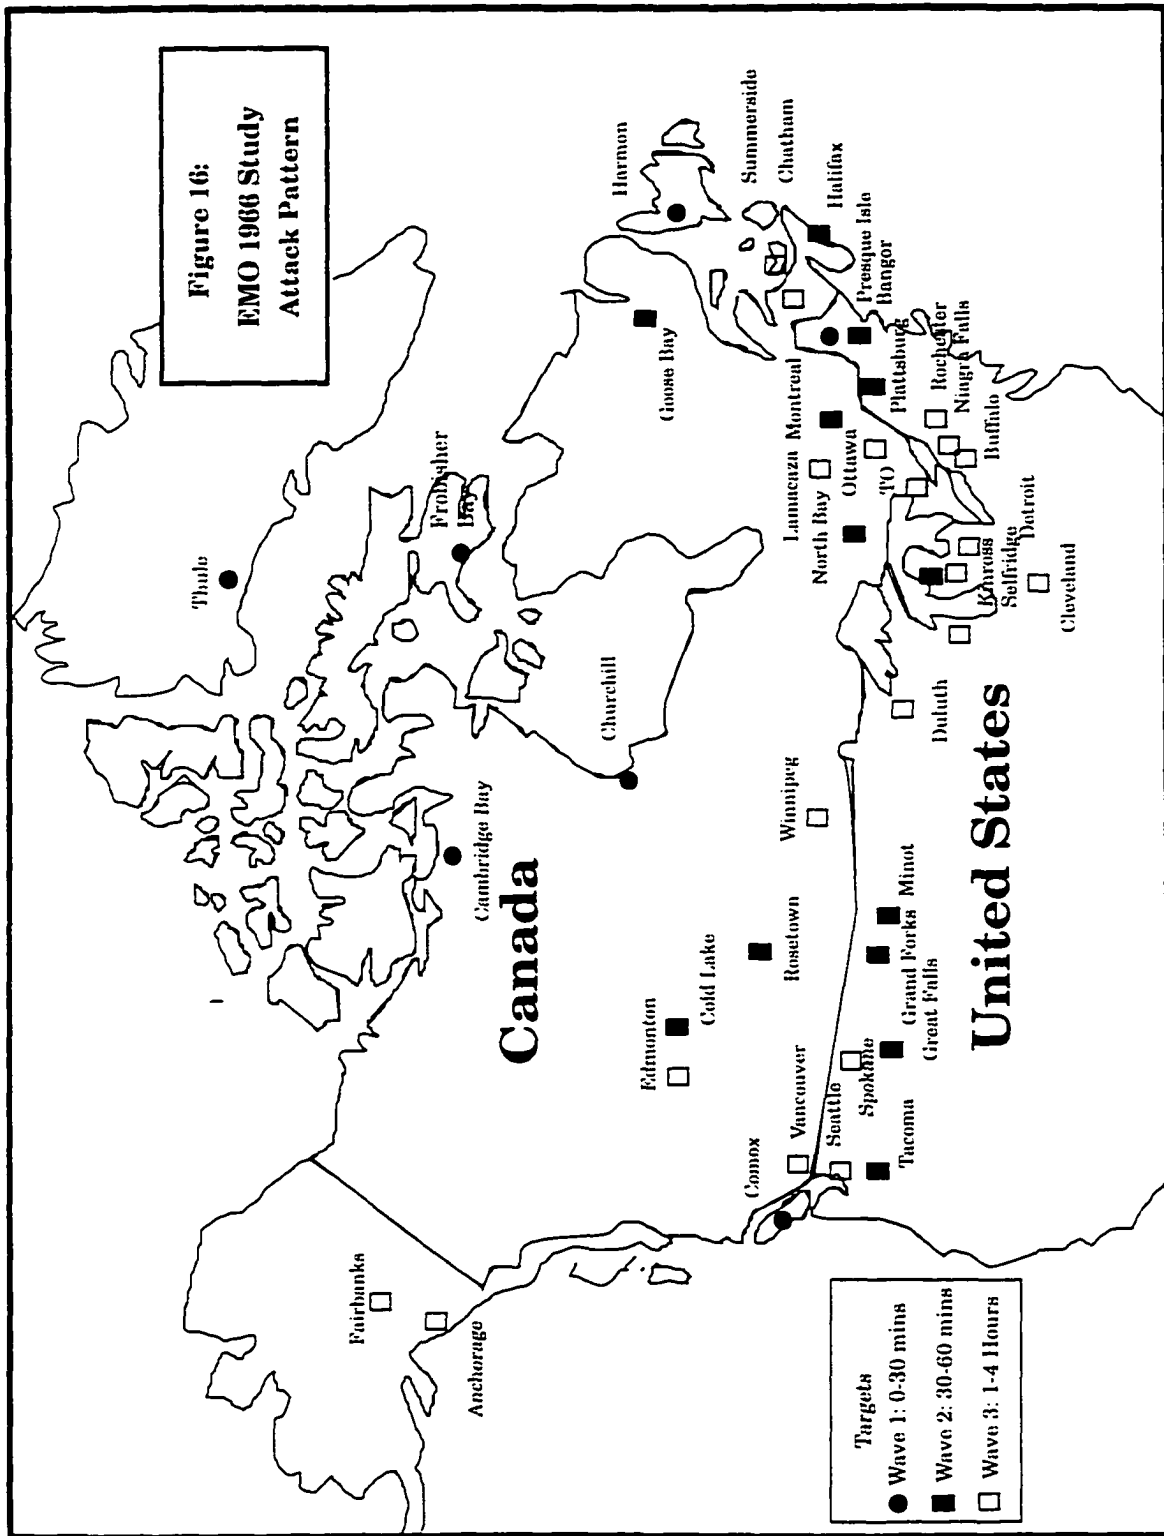 Figure 16:
EMO 1966 Study
Attack Pattern
Thule
Frobisher
Bay
Harmon
Summerside
Chatham
Halifax
Presque Isle
Bangor
Goose Bay
Plattsburg
Rochester
Niagra Falls
Buffalo
Montreal
Lamacaza
Ottawa
TO
North Bay
Detroit
Selfridge
Kinross
Cleveland
Churchill
Duluth
Winnipeg
Cambridge Bay
Canada
United States
Minot
Grand Forks
Great Falls
Rosetown
Cold Lake
Edmonton
Vancouver
Seattle
Spokane
Tacoma
Comox
Fairbanks
Anchorage
Targets
Wave 1: 0-30 mins
Wave 2: 30-60 mins
Wave 3: 1-4 Hours